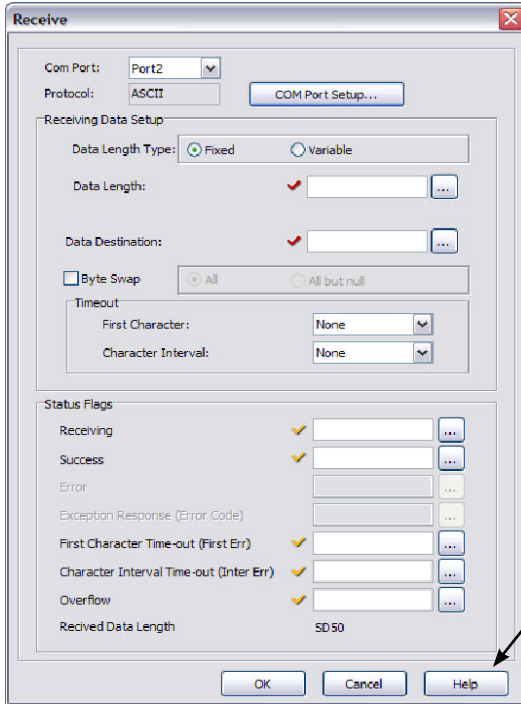 Receive
Com Port: Port2
Protocol: ASCII COM Port Setup...
Receiving Data Setup
Data Length Type: Fixed Variable
Data Length: ...
Data Destination: ...
Byte Swap All All but null
Timeout
First Character: None
Character Interval: None
Status Flags
Receiving ...
Success ...
Error ...
Exception Response (Error Code) ...
First Character Time-out (First Err) ...
Character Interval Time-out (Inter Err) ...
Overflow ...
Recived Data Length SD50
OK Cancel Help